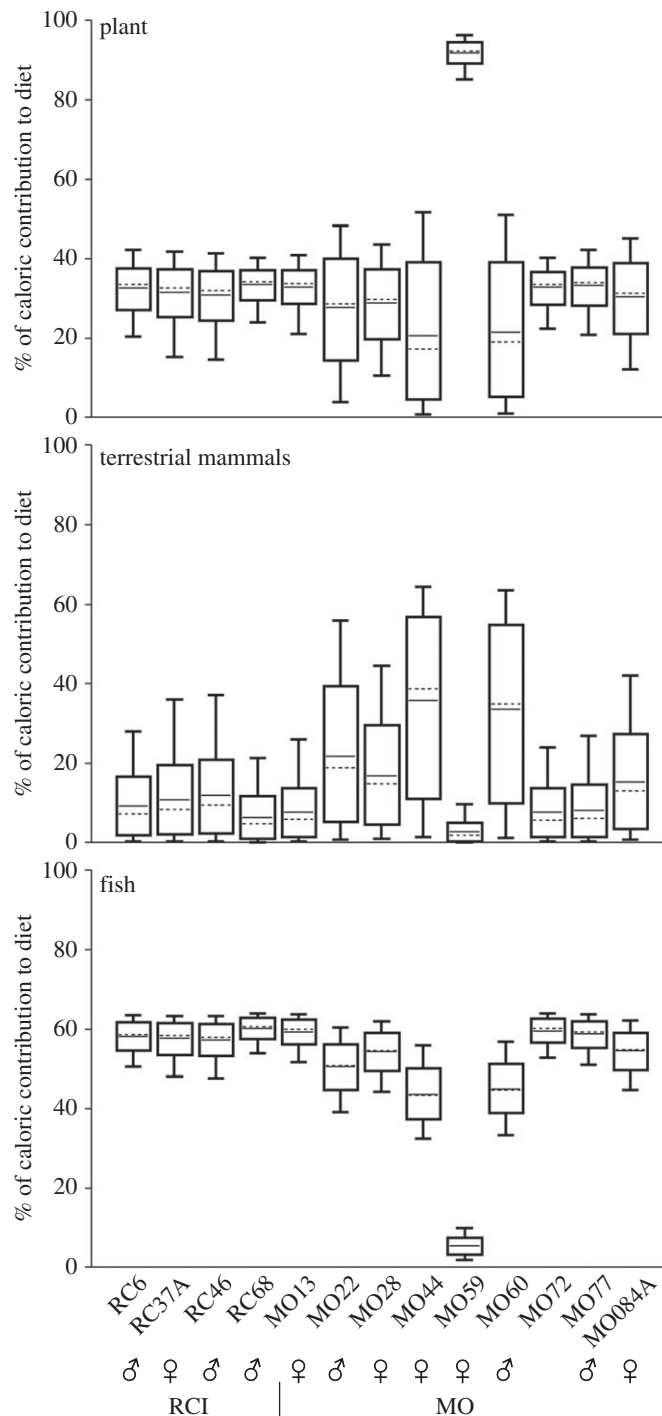 plant
% of caloric contribution to diet
100
80
60
40
20
0
terrestrial mammals
% of caloric contribution to diet
100
80
60
40
20
0
fish
% of caloric contribution to diet
100
80
60
40
20
0
RC6 RC37A RC46 RC68 MO13 MO22 MO28 MO44 MO59 MO60 MO72 MO77 MO084A
♂ ♀ ♂ ♂ ♀ ♂ ♀ ♀ ♀ ♂ ♂ ♀
RCI MO